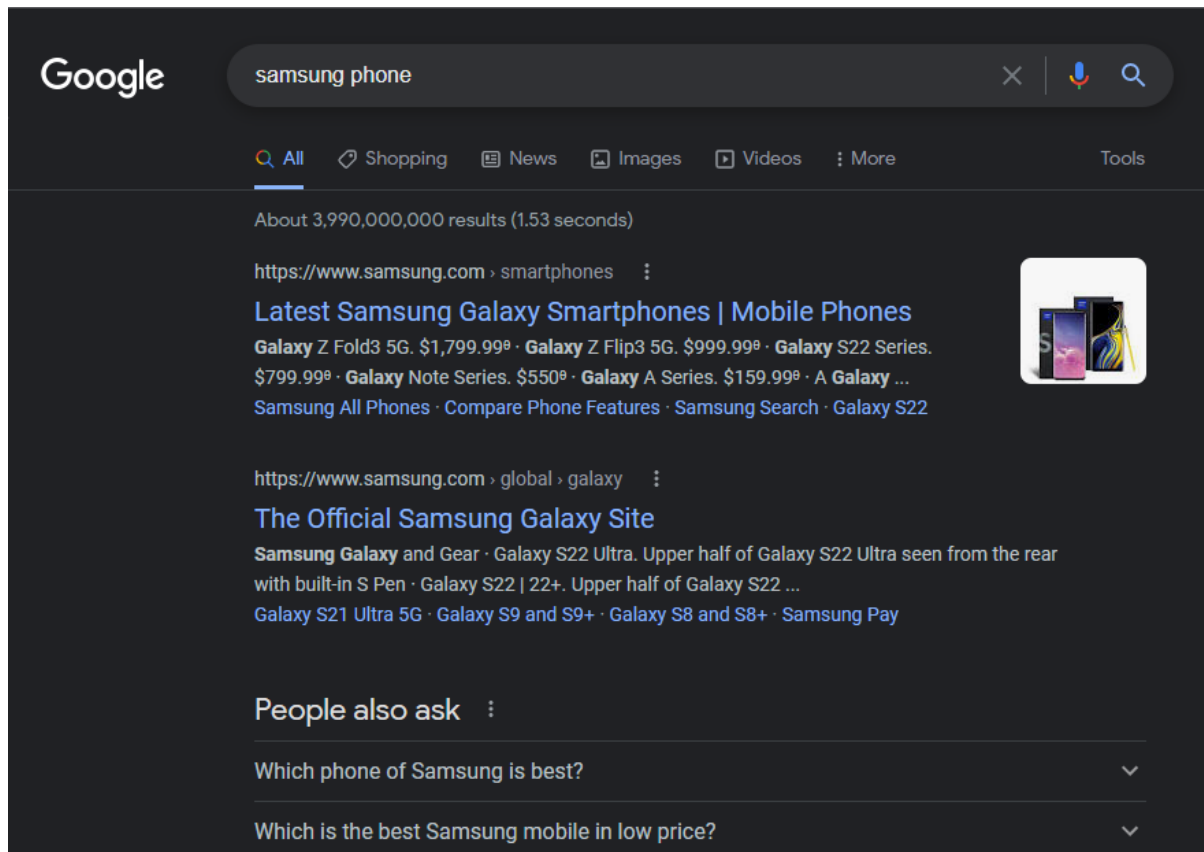 Google
samsung phone
All Shopping News Images Videos More Tools
About 3,990,000,000 results (1.53 seconds)
https://www.samsung.com › smartphones
Latest Samsung Galaxy Smartphones | Mobile Phones
Galaxy Z Fold3 5G. $1,799.99⁰ · Galaxy Z Flip3 5G. $999.99⁰ · Galaxy S22 Series.
$799.99⁰ · Galaxy Note Series. $550⁰ · Galaxy A Series. $159.99⁰ · A Galaxy ...
Samsung All Phones · Compare Phone Features · Samsung Search · Galaxy S22
https://www.samsung.com › global › galaxy
The Official Samsung Galaxy Site
Samsung Galaxy and Gear · Galaxy S22 Ultra. Upper half of Galaxy S22 Ultra seen from the rear
with built-in S Pen · Galaxy S22 | 22+. Upper half of Galaxy S22 ...
Galaxy S21 Ultra 5G · Galaxy S9 and S9+ · Galaxy S8 and S8+ · Samsung Pay
People also ask
Which phone of Samsung is best?
Which is the best Samsung mobile in low price?